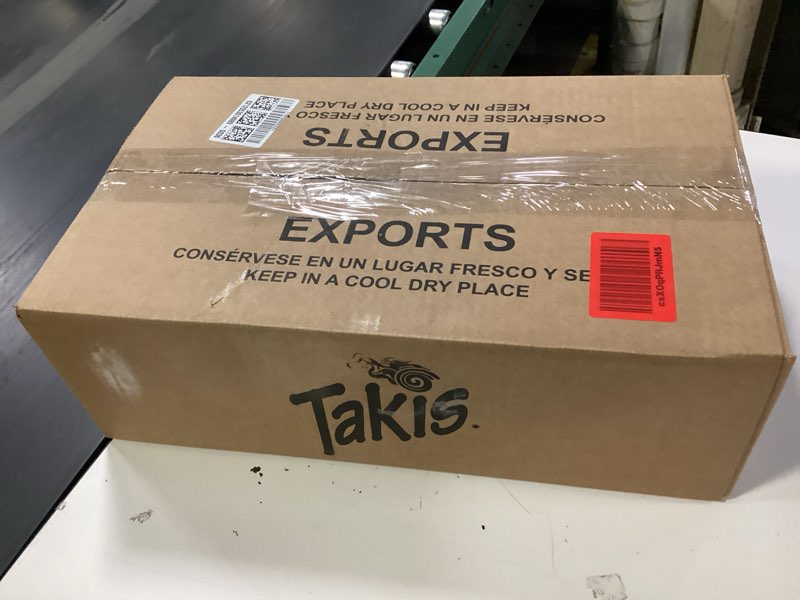 KEEP IN A COOL DRY PLACE
CONSÉRVESE EN UN LUGAR FRESCO
EXPORTS
EXPORTS
CONSÉRVESE EN UN LUGAR FRESCO Y SE
KEEP IN A COOL DRY PLACE
csXOqPRJmN5
Takis.